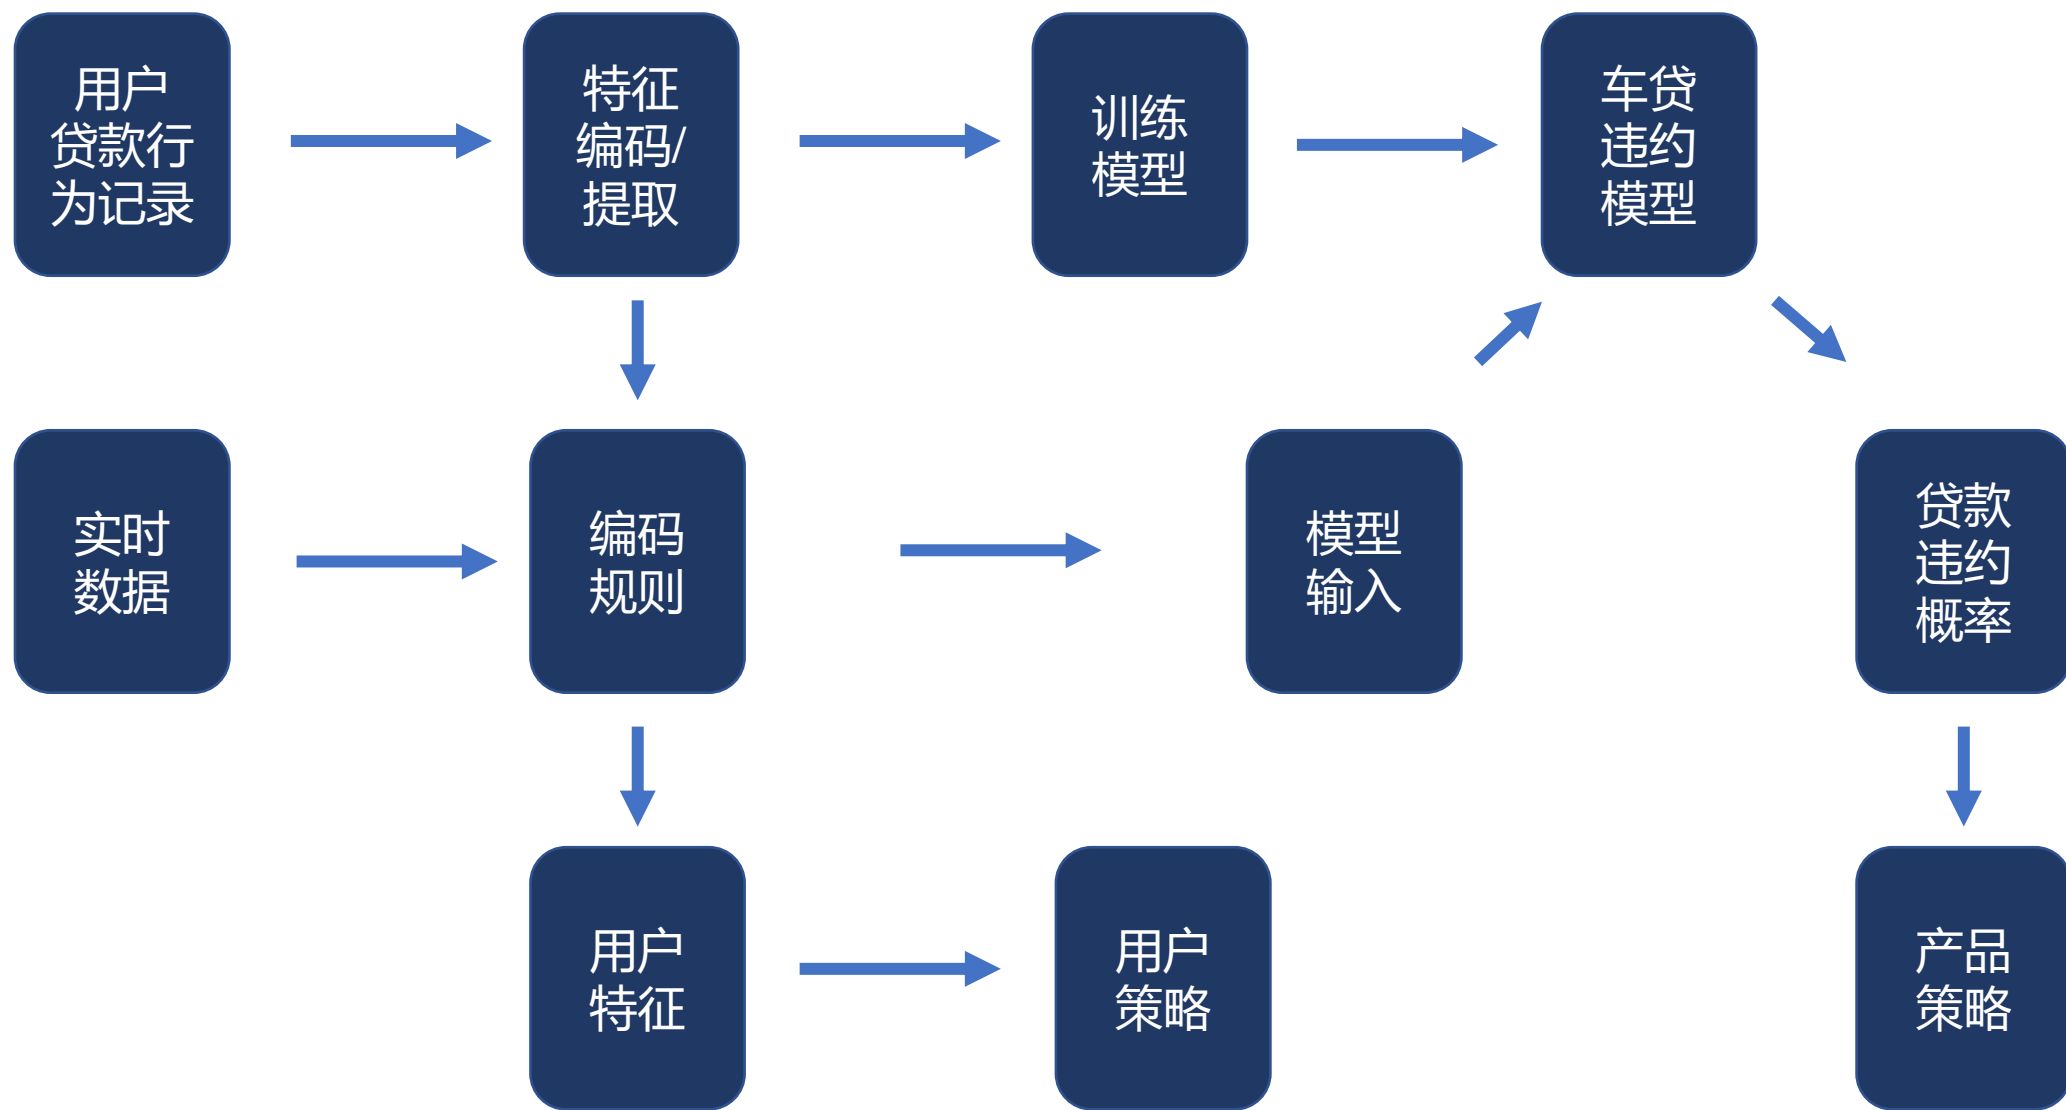 用户
贷款行
为记录
特征
编码/
提取
训练
模型
车贷
违约
模型
实时
数据
编码
规则
模型
输入
贷款
违约
概率
用户
特征
用户
策略
产品
策略